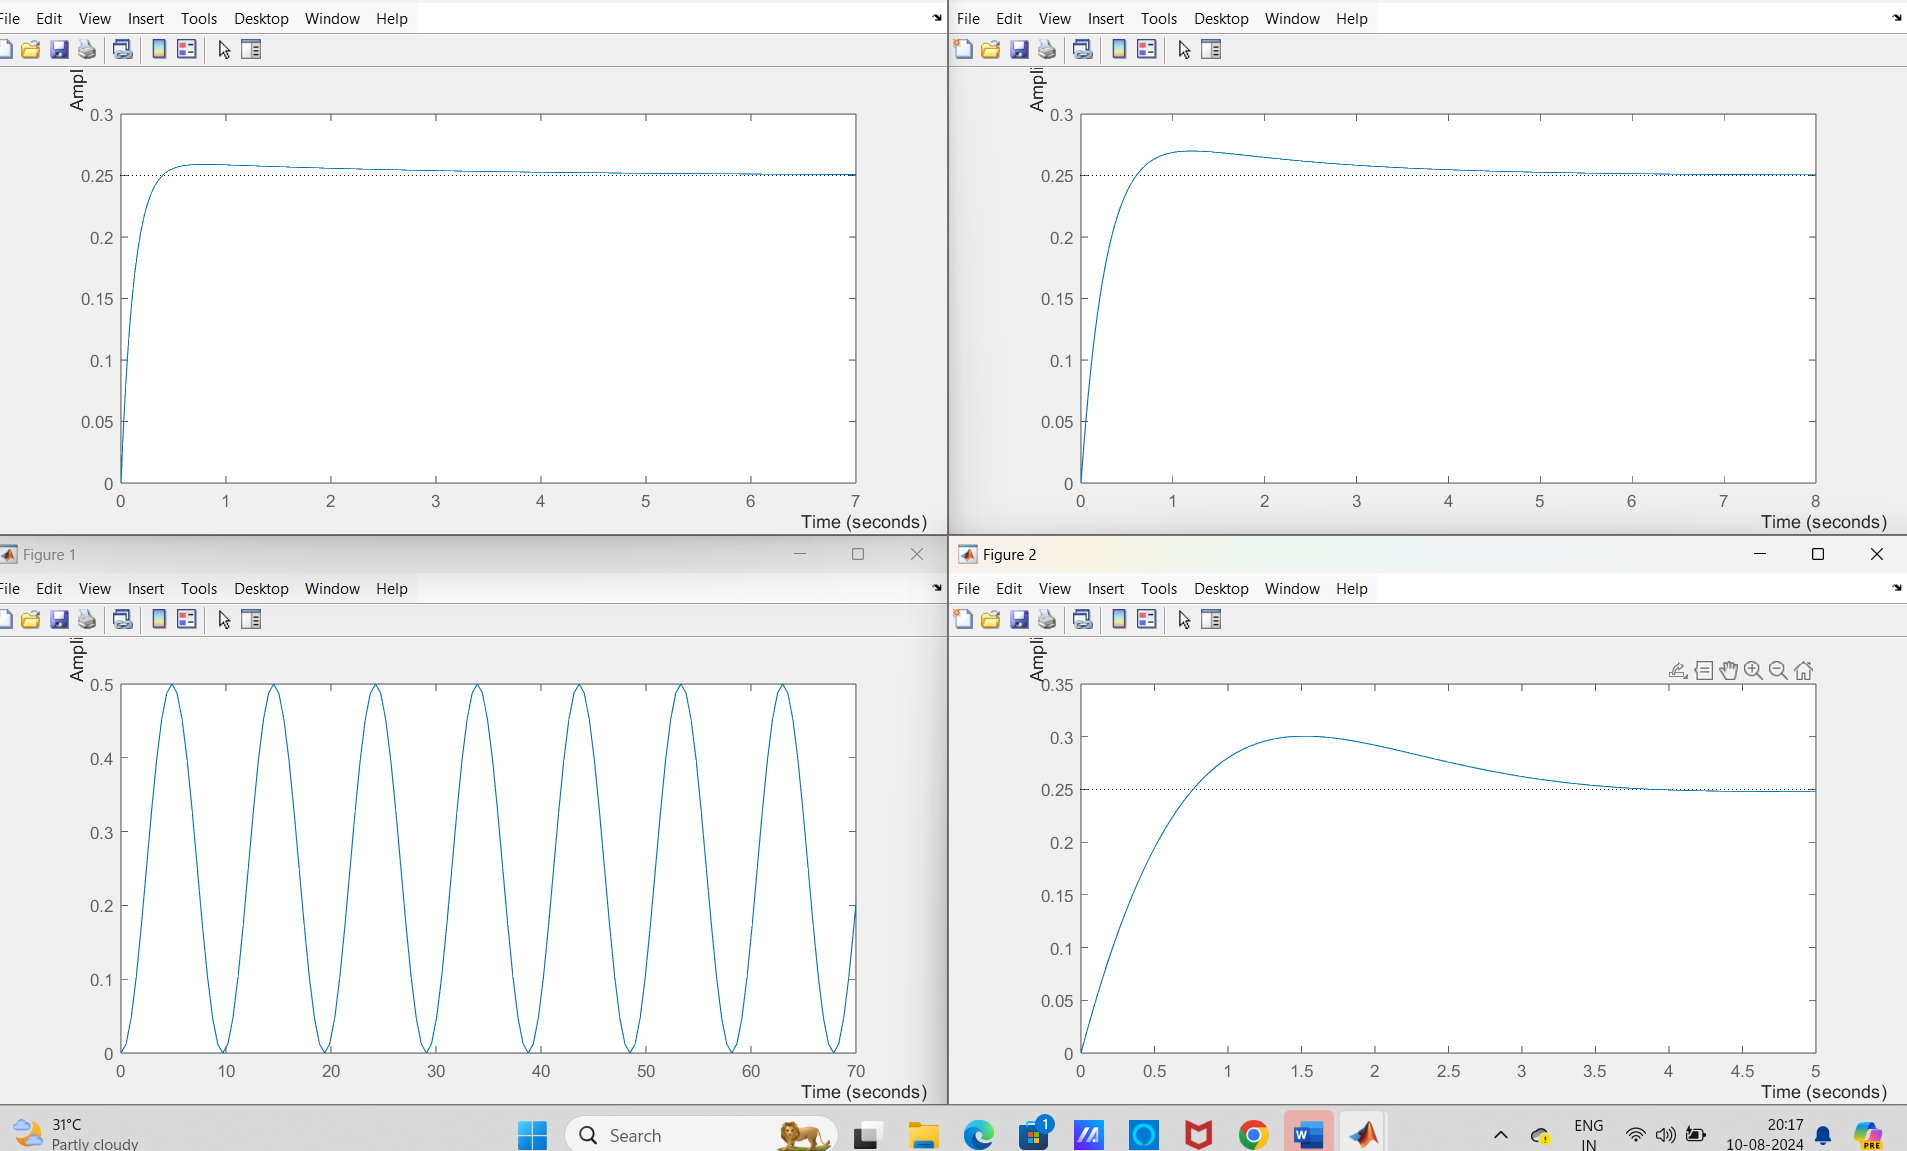 File Edit View Insert Tools Desktop Window Help
Ampl
0.3
0.25
0.2
0.15
0.1
0.05
0
0 1 2 3 4 5 6 7
Time (seconds)
File Edit View Insert Tools Desktop Window Help
Ampli
0.3
0.25
0.2
0.15
0.1
0.05
0
0 1 2 3 4 5 6 7 8
Time (seconds)
Figure 1
File Edit View Insert Tools Desktop Window Help
Ampli
0.5
0.4
0.3
0.2
0.1
0
0 10 20 30 40 50 60 70
Time (seconds)
Figure 2
File Edit View Insert Tools Desktop Window Help
Ampli
0.35
0.3
0.25
0.2
0.15
0.1
0.05
0
0 0.5 1 1.5 2 2.5 3 3.5 4 4.5 5
Time (seconds)
31°C
Partly cloudy
Search
1
W
ENG
IN
20:17
10-08-2024
PRE